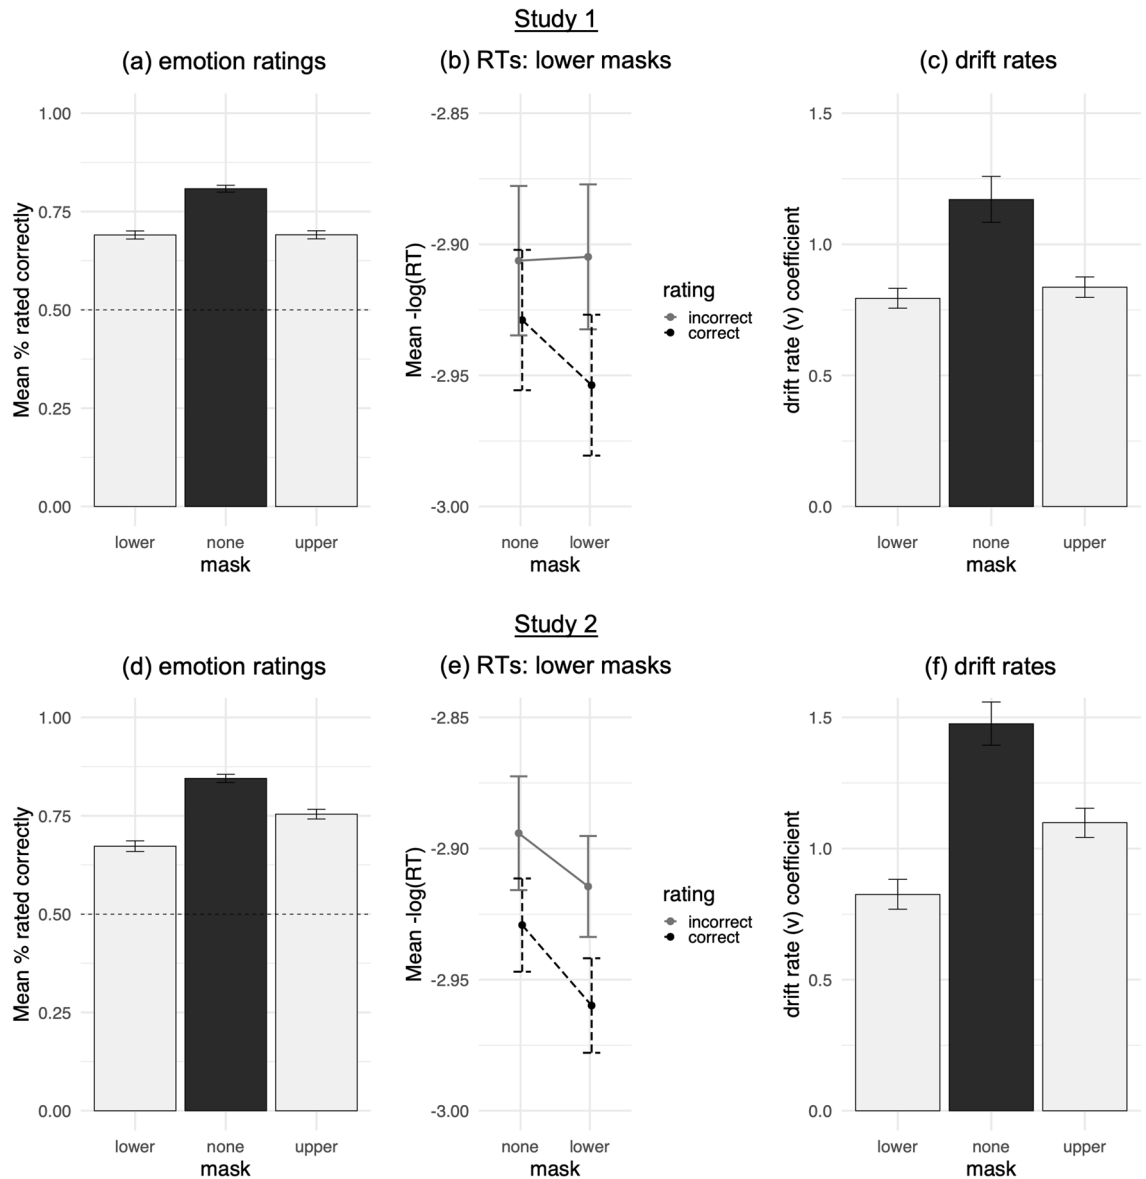 Study 1
(a) emotion ratings
Mean % rated correctly
1.00
0.75
0.50
0.25
0.00
lower none upper
mask
(b) RTs: lower masks
Mean -log(RT)
-2.85
-2.90
-2.95
-3.00
none lower
mask
rating
incorrect
correct
(c) drift rates
drift rate (v) coefficient
1.5
1.0
0.5
0.0
lower none upper
mask
Study 2
(d) emotion ratings
Mean % rated correctly
1.00
0.75
0.50
0.25
0.00
lower none upper
mask
(e) RTs: lower masks
Mean -log(RT)
-2.85
-2.90
-2.95
-3.00
none lower
mask
rating
incorrect
correct
(f) drift rates
drift rate (v) coefficient
1.5
1.0
0.5
0.0
lower none upper
mask